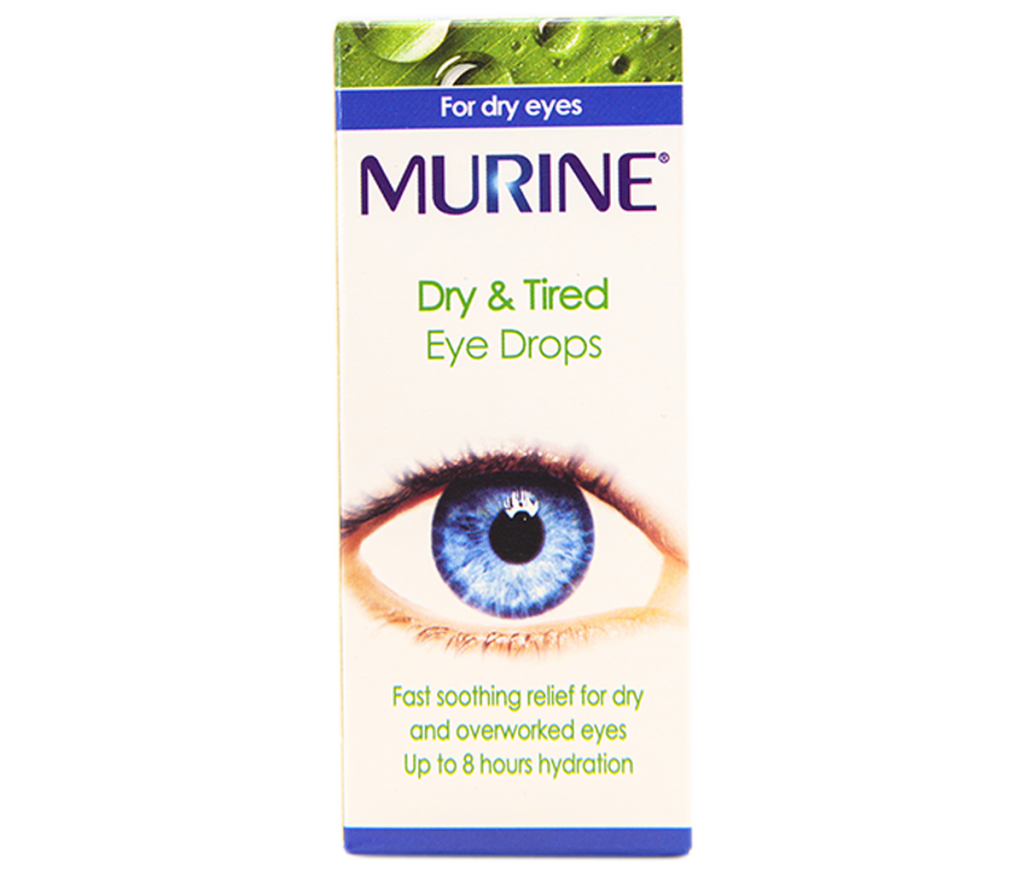 For dry eyes
MURINE®
Dry & Tired
Eye Drops
Fast soothing relief for dry
and overworked eyes
Up to 8 hours hydration